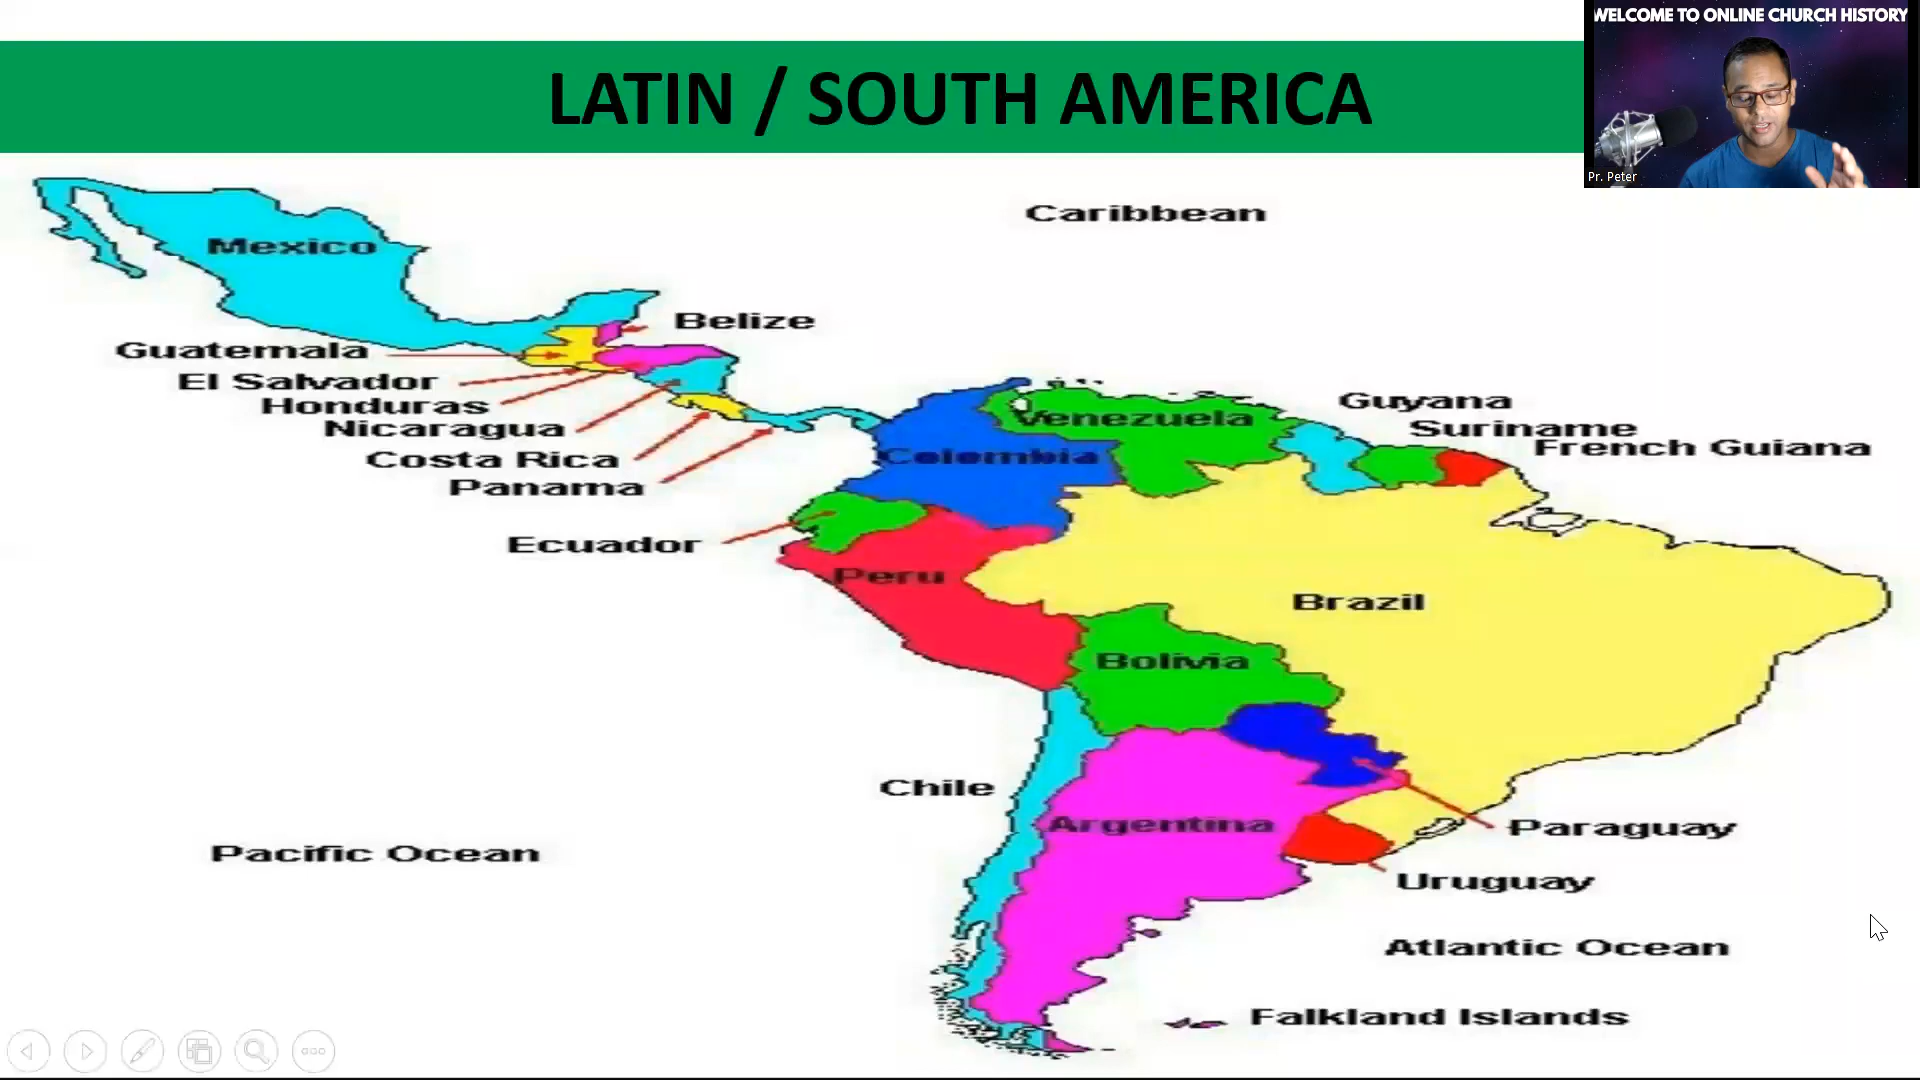 WELCOME TO ONLINE CHURCH HISTORY
LATIN / SOUTH AMERICA
Pr. Peter
Caribbean
Mexico
Belize
Guatemala
El Salvador
Honduras
Nicaragua
Costa Rica
Panama
Venezuela
Guyana
Suriname
French Guiana
Colombia
Ecuador
Peru
Brazil
Bolivia
Chile
Argentina
Paraguay
Pacific Ocean
Uruguay
Atlantic Ocean
Falkland Islands